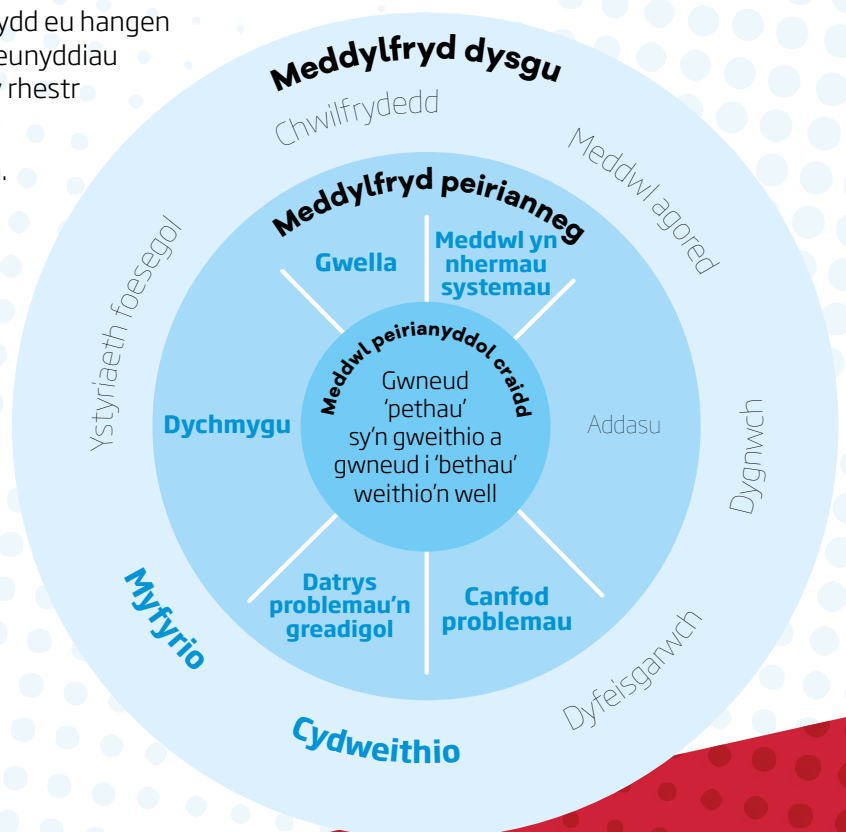 ydd eu hangen
eunyddiau
rhestr
Meddylfryd dysgu
Chwilfrydedd
Meddwl agored
Dygnwch
Dyfeisgarwch
Cydweithio
Myfyrio
Ystyriaeth foesegol
Meddylfryd peirianneg
Gwella
Meddwl yn
nhermau
systemau
Addasu
Canfod
problemau
Datrys
problemau'n
greadigol
Dychmygu
Meddwl peirianyddol craidd
Gwneud
‘pethau’
sy'n gweithio a
gwneud i ‘bethau’
weithio'n well